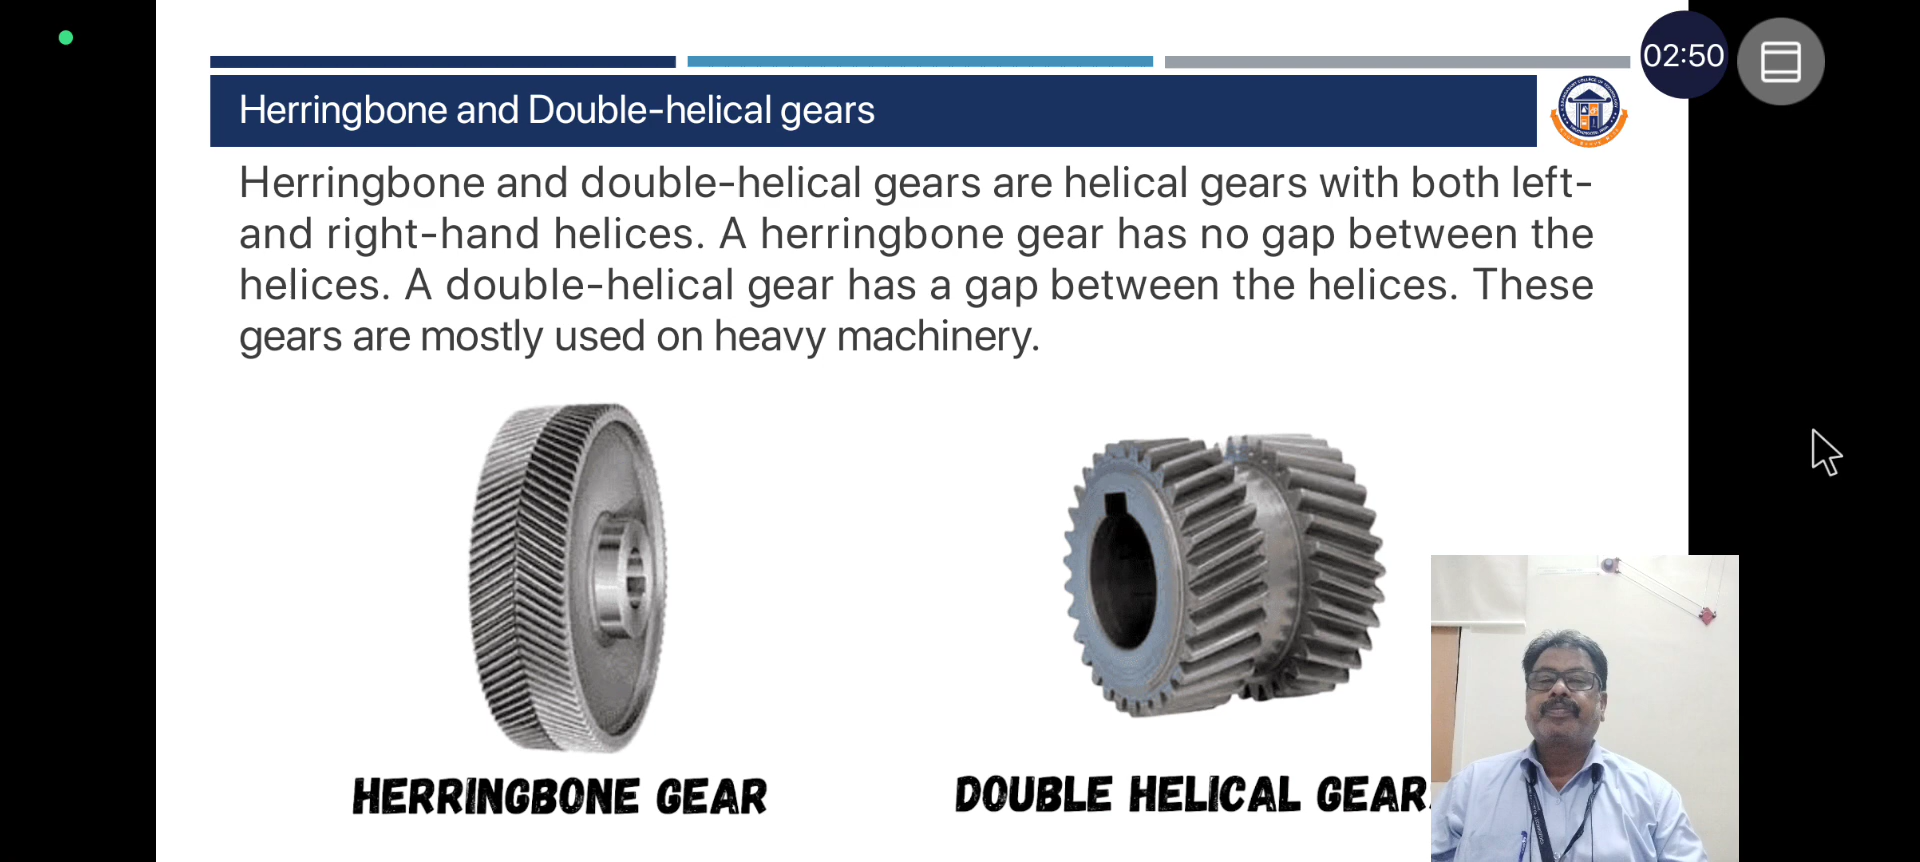 02:50
Herringbone and Double-helical gears
Herringbone and double-helical gears are helical gears with both left-
and right-hand helices. A herringbone gear has no gap between the
helices. A double-helical gear has a gap between the helices. These
gears are mostly used on heavy machinery.
HERRINGBONE GEAR
DOUBLE HELICAL GEAR